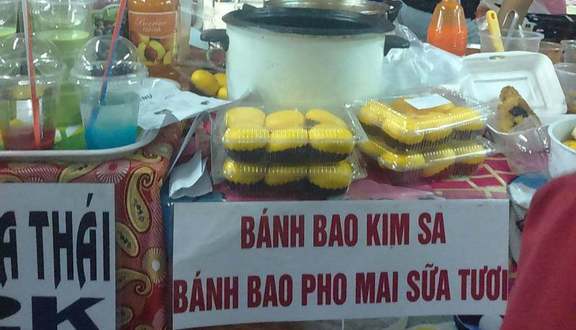 BÁNH BAO KIM SA
BÁNH BAO PHO MAI SỮA TƯƠI
THÁI
CK